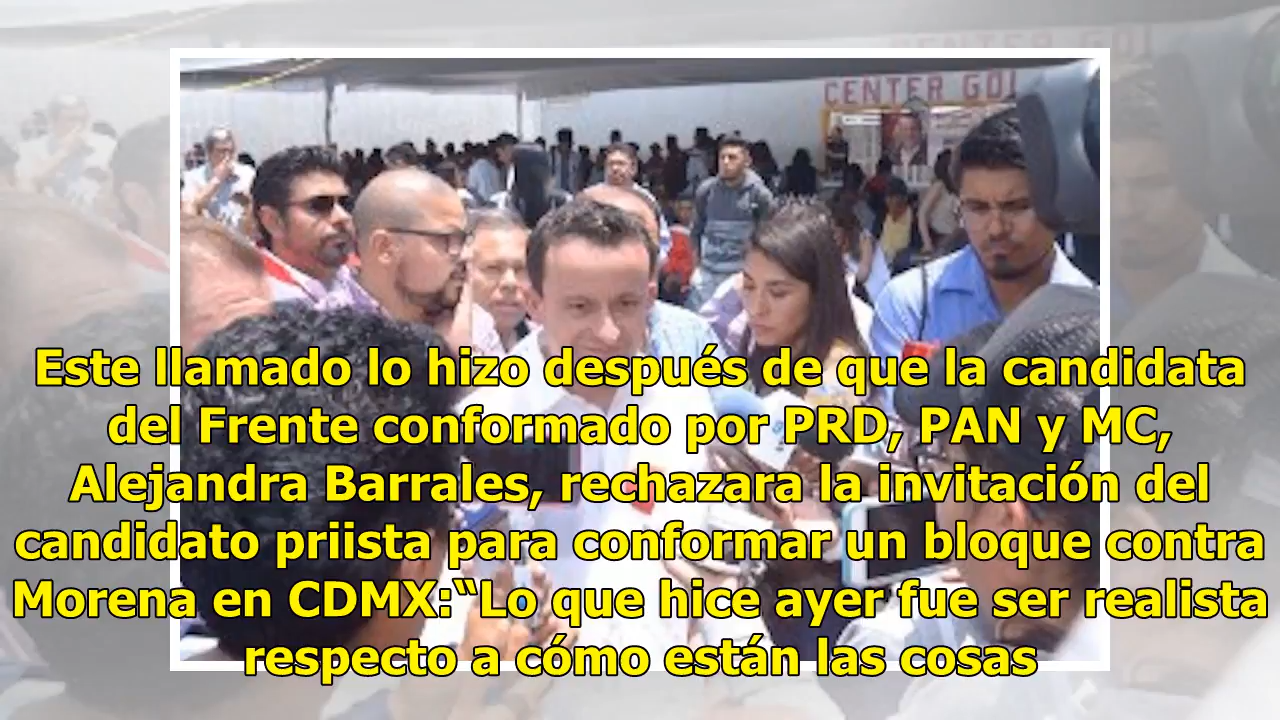 CENTER GDI
Este llamado lo hizo después de que la candidata
del Frente conformado por PRD, PAN y MC,
Alejandra Barrales, rechazara la invitación del
candidato priista para conformar un bloque contra
Morena en CDMX:“Lo que hice ayer fue ser realista
respecto a cómo están las cosas